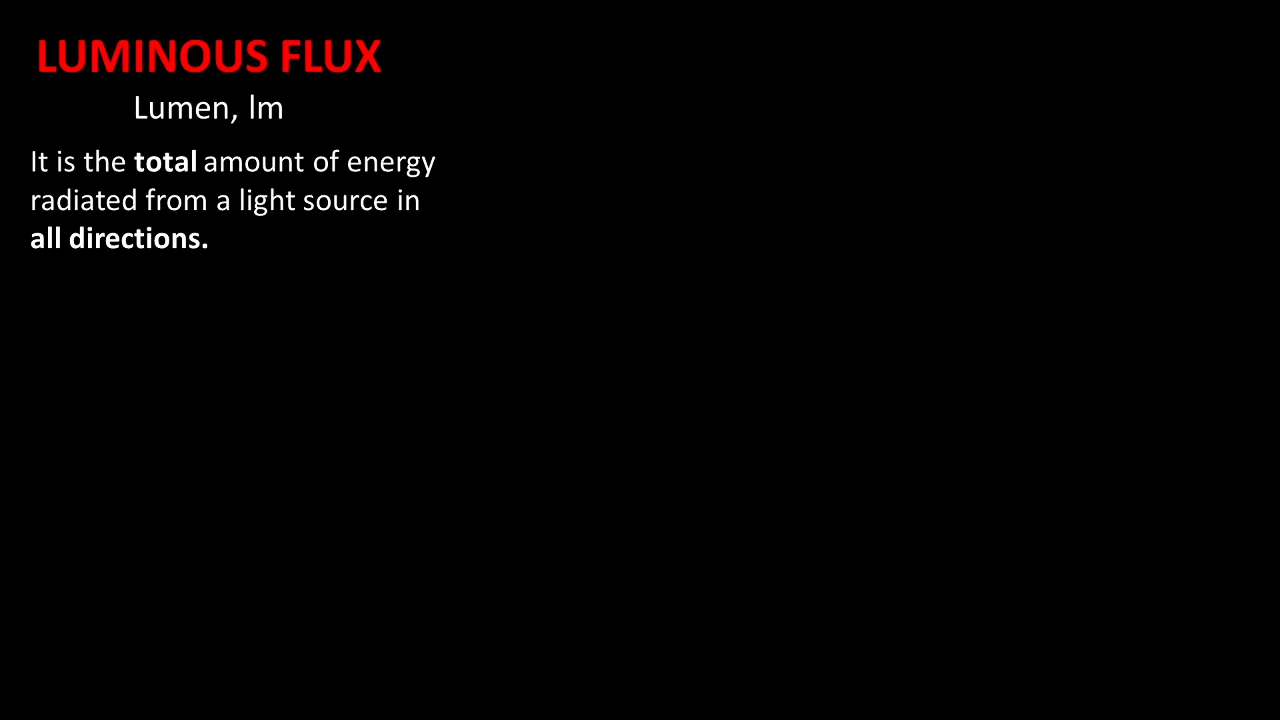 LUMINOUS FLUX
Lumen, lm
It is the total amount of energy
radiated from a light source in
all directions.